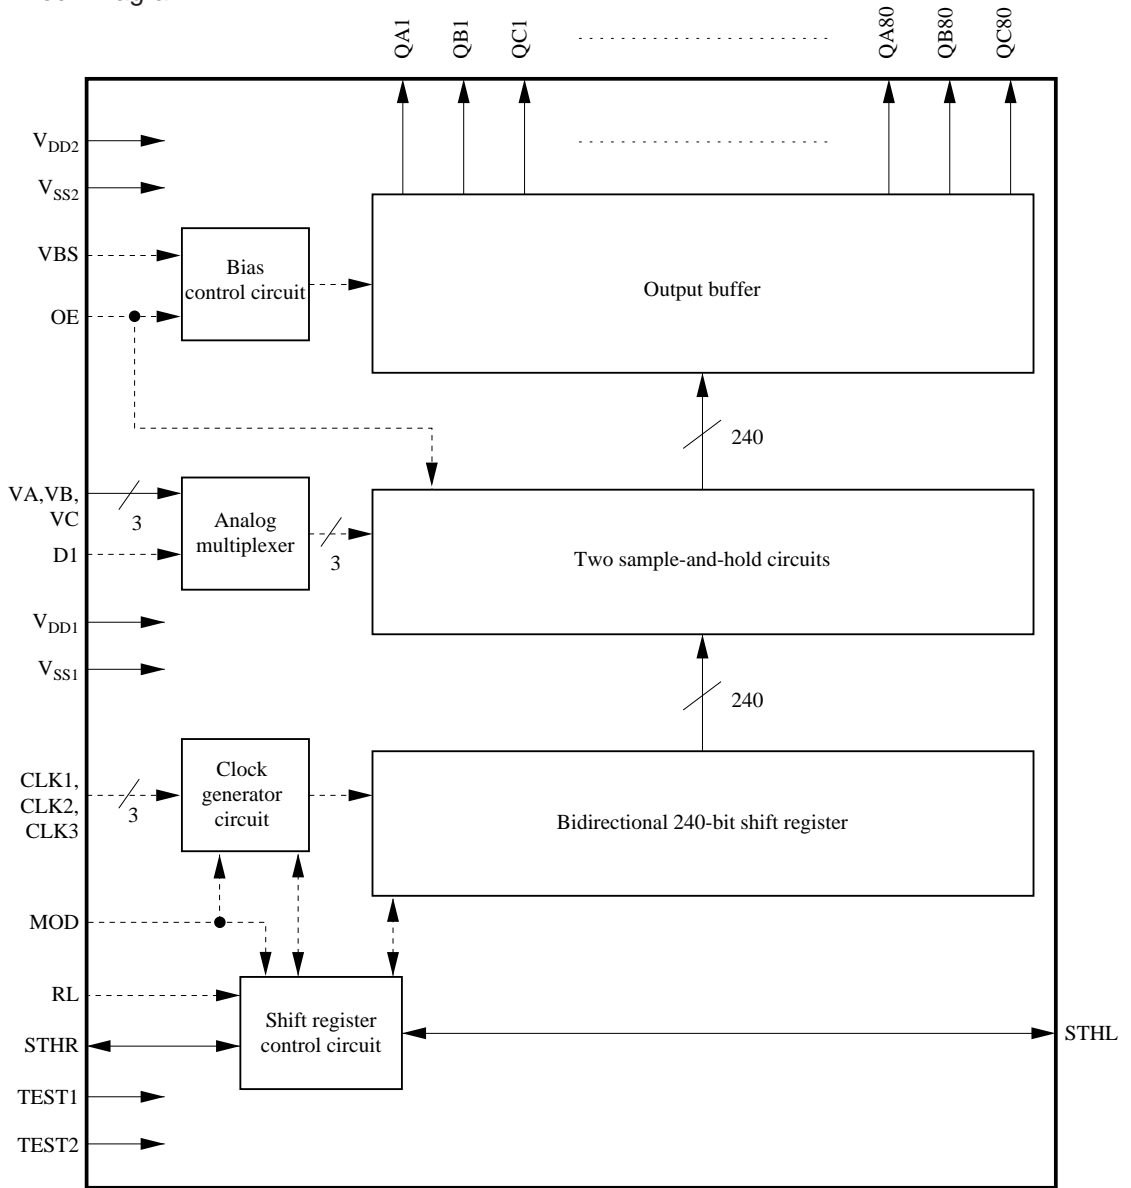 QA1
QB1
QC1
QA80
QB80
QC80
VDD2
VSS2
VBS
OE
Bias
control circuit
Output buffer
240
VA,VB,
VC
3
D1
Analog
multiplexer
3
Two sample-and-hold circuits
VDD1
VSS1
240
CLK1,
CLK2,
CLK3
3
Clock
generator
circuit
Bidirectional 240-bit shift register
MOD
RL
STHR
Shift register
control circuit
STHL
TEST1
TEST2